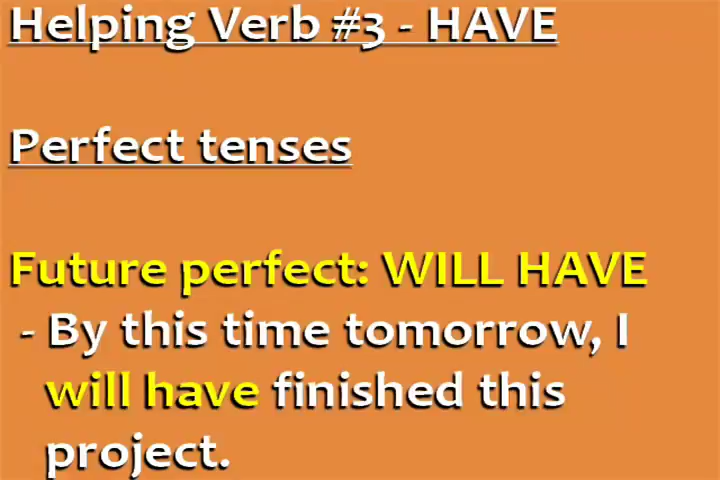 Helping Verb #3 - HAVE
Perfect tenses
Future perfect: WILL HAVE
- By this time tomorrow, I
will have finished this
project.